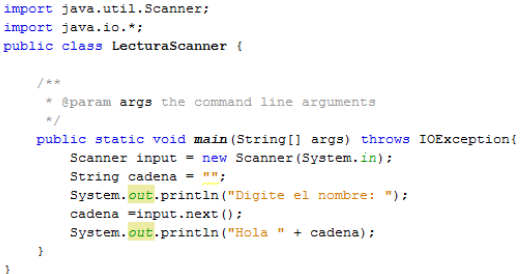 import java.util.Scanner;
import java.io.*;
public class LecturaScanner {
/**
* @param args the command line arguments
*/
public static void main(String[] args) throws IOException{
Scanner input = new Scanner(System.in);
String cadena = "";
System.out.println("Digite el nombre: ");
cadena =input.next();
System.out.println("Hola " + cadena);
}
}